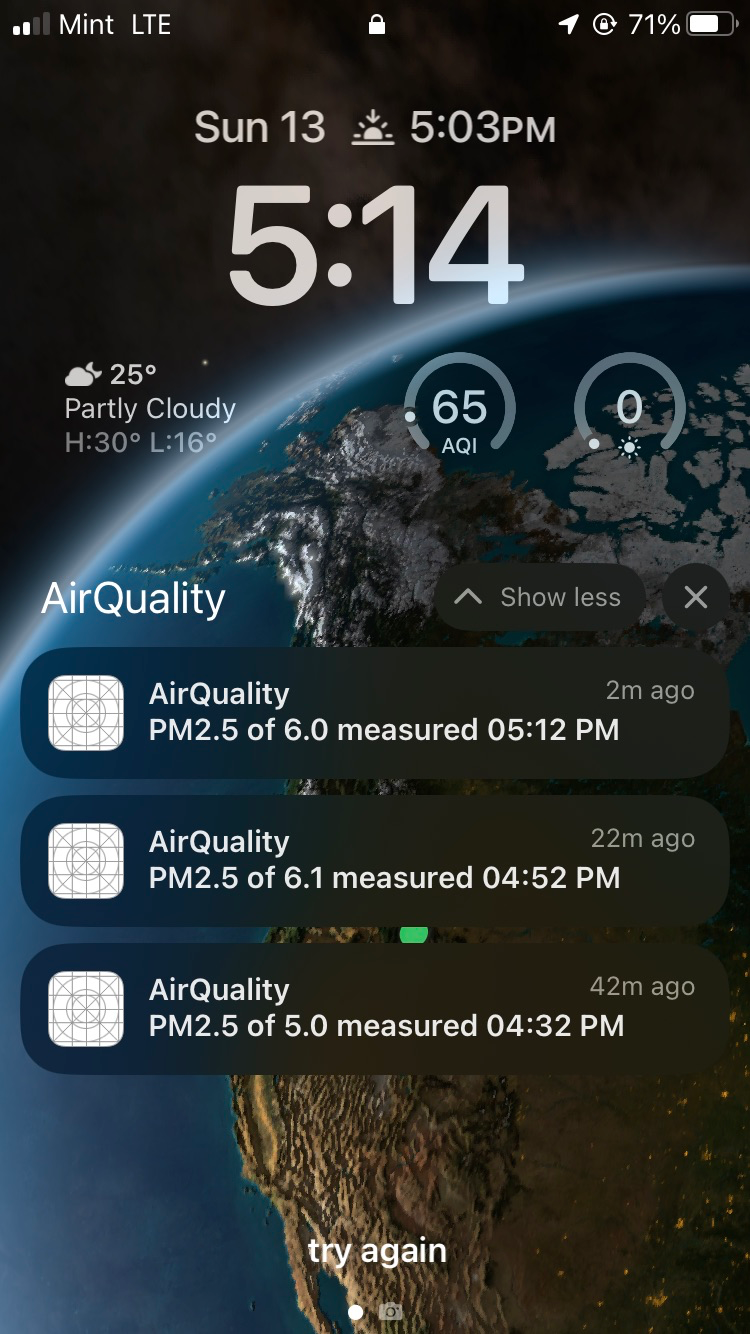 Mint LTE 71%
Sun 13 5:03PM
5:14
25°
Partly Cloudy
H:30° L:16°
65
AQI
0
AirQuality
Show less
AirQuality 2m ago
PM2.5 of 6.0 measured 05:12 PM
AirQuality 22m ago
PM2.5 of 6.1 measured 04:52 PM
AirQuality 42m ago
PM2.5 of 5.0 measured 04:32 PM
try again